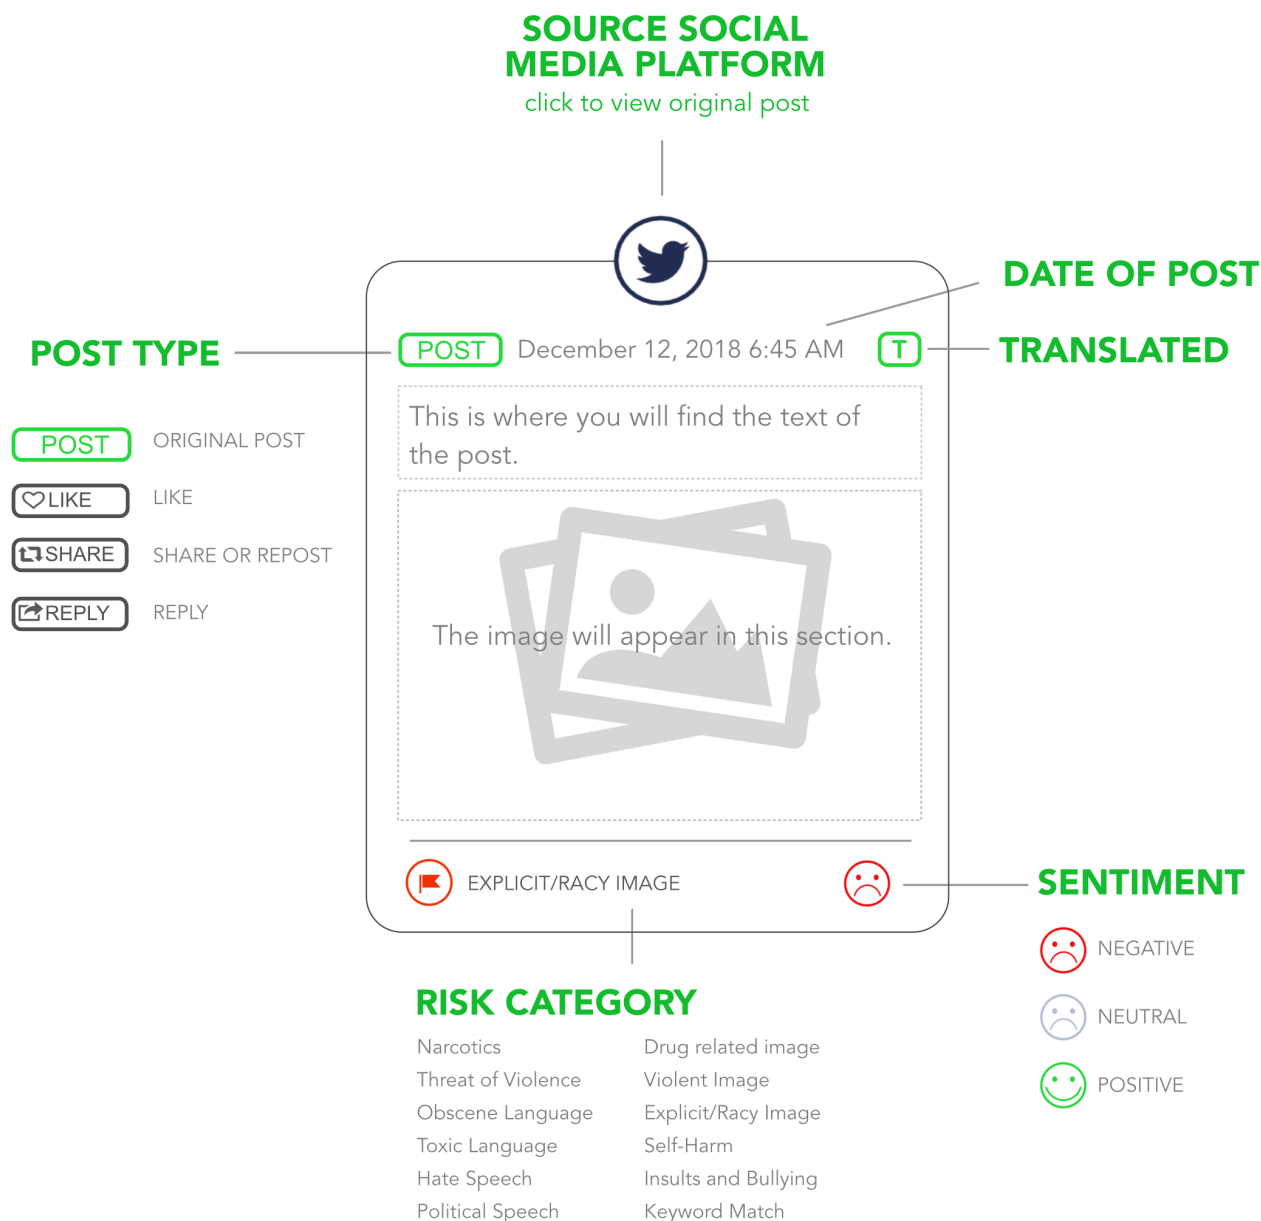 SOURCE SOCIAL
MEDIA PLATFORM
click to view original post
DATE OF POST
POST TYPE
POST
December 12, 2018 6:45 AM
T
TRANSLATED
This is where you will find the text of
the post.
POST
ORIGINAL POST
LIKE
LIKE
SHARE
SHARE OR REPOST
REPLY
REPLY
The image will appear in this section.
EXPLICIT/RACY IMAGE
SENTIMENT
NEGATIVE
NEUTRAL
POSITIVE
RISK CATEGORY
Narcotics
Threat of Violence
Obscene Language
Toxic Language
Hate Speech
Political Speech
Drug related image
Violent Image
Explicit/Racy Image
Self-Harm
Insults and Bullying
Keyword Match